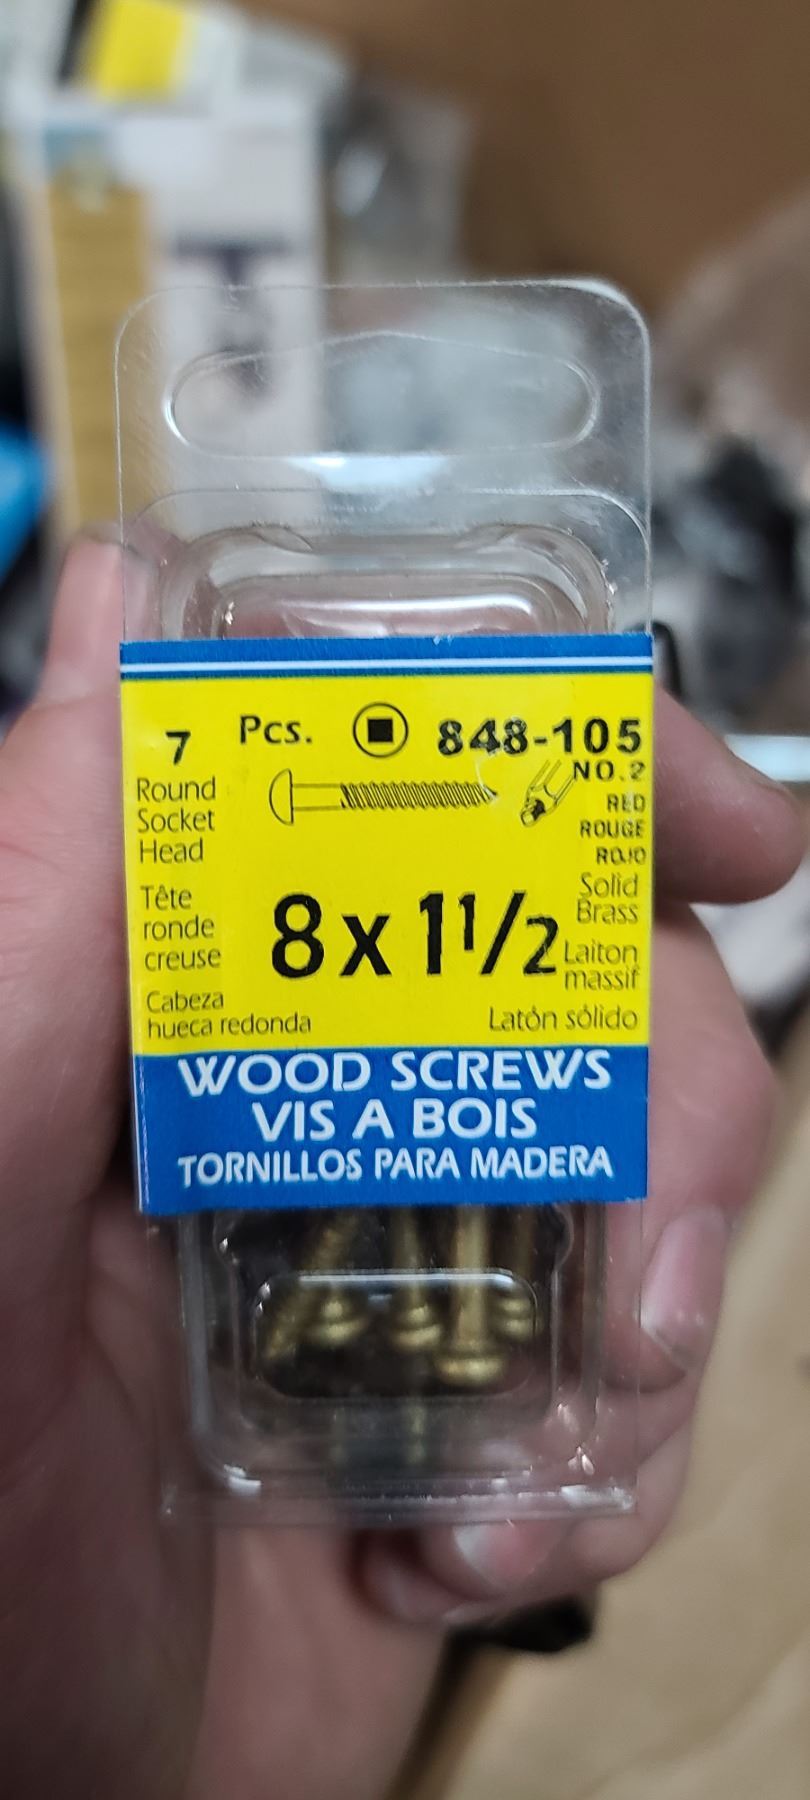 7 Pcs. 848-105
NO.2
RED
ROUGE
ROJO
Round
Socket
Head
Tête
ronde
creuse
Cabeza
hueca redonda
8 x 1 1/2
Solid
Brass
Laiton
massif
Latón sólido
WOOD SCREWS
VIS A BOIS
TORNILLOS PARA MADERA